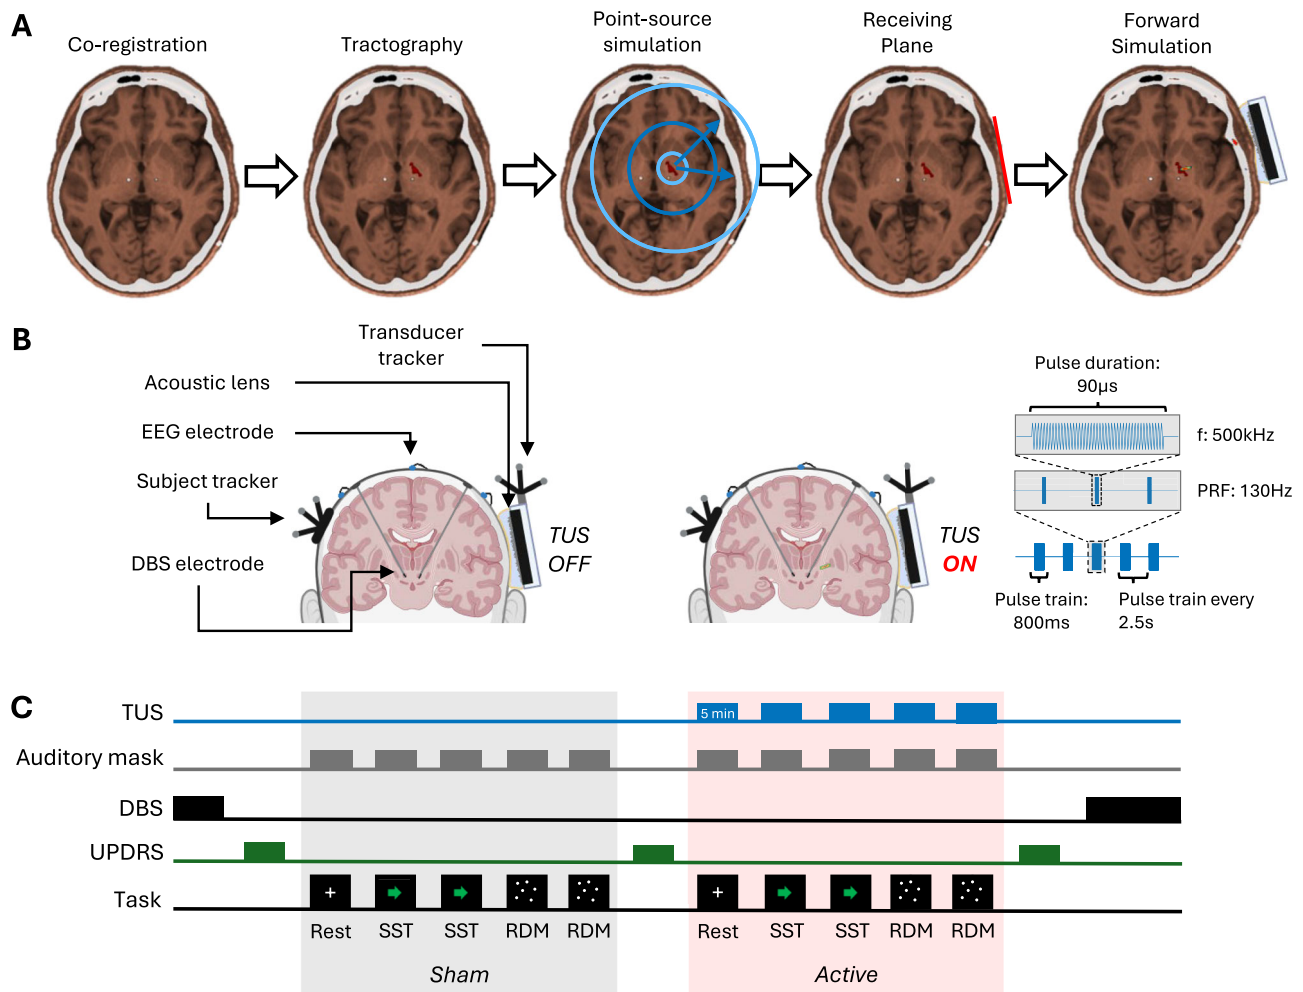 A
Co-registration
Tractography
Point-source
simulation
Receiving
Plane
Forward
Simulation
B
Transducer
tracker
Acoustic lens
EEG electrode
Subject tracker
DBS electrode
TUS
OFF
TUS
ON
Pulse duration:
90µs
f: 500kHz
PRF: 130Hz
Pulse train:
800ms
Pulse train every
2.5s
C
TUS
5 min
Auditory mask
DBS
UPDRS
Task
Rest SST SST RDM RDM Rest SST SST RDM RDM
Sham Active